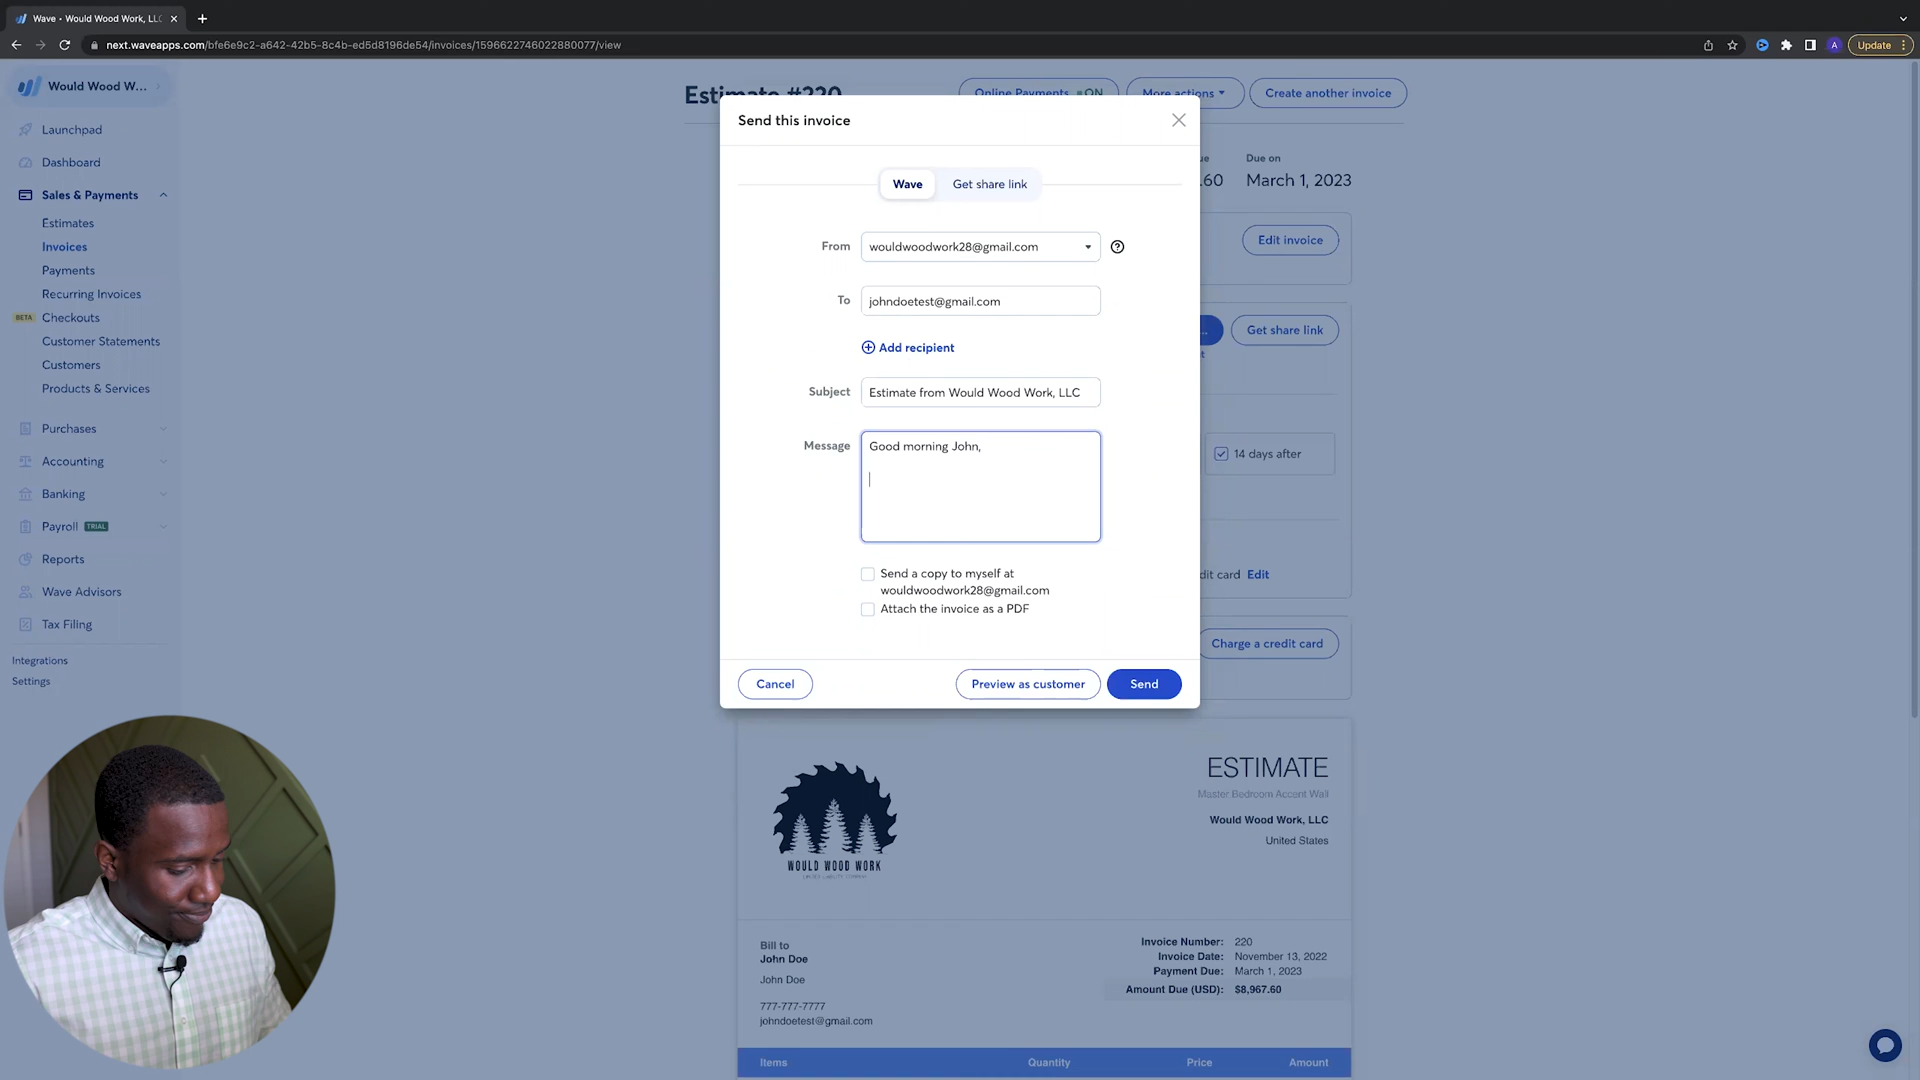 Wave • Would Wood Work, LLC
next.waveapps.com/bfe6e9c2-a642-42b5-8c4b-ed5d8196de54/invoices/1596622746022880077/view
A
Update
Would Wood W...
Launchpad
Dashboard
Sales & Payments
Estimates
Invoices
Payments
Recurring Invoices
BETA
Checkouts
Customer Statements
Customers
Products & Services
Purchases
Accounting
Banking
Payroll
TRIAL
Reports
Wave Advisors
Tax Filing
Integrations
Settings
Estimate #220
Online Payments ON
More actions
Create another invoice
Due on
.60
March 1, 2023
Edit invoice
Get share link
14 days after
Edit
Charge a credit card
Send this invoice
Wave
Get share link
From
wouldwoodwork28@gmail.com
To
johndoetest@gmail.com
Add recipient
Subject
Estimate from Would Wood Work, LLC
Message
Good morning John,
Send a copy to myself at
wouldwoodwork28@gmail.com
Attach the invoice as a PDF
Cancel
Preview as customer
Send
WOULD WOOD WORK
LIMITED LIABILITY COMPANY
ESTIMATE
Master Bedroom Accent Wall
Would Wood Work, LLC
United States
Bill to
John Doe
John Doe
777-777-7777
johndoetest@gmail.com
Invoice Number: 220
Invoice Date: November 13, 2022
Payment Due: March 1, 2023
Amount Due (USD): $8,967.60
Items
Quantity
Price
Amount